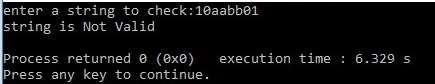 enter a string to check:10aabb01
string is Not Valid
Process returned 0 (0x0)   execution time : 6.329 s
Press any key to continue.